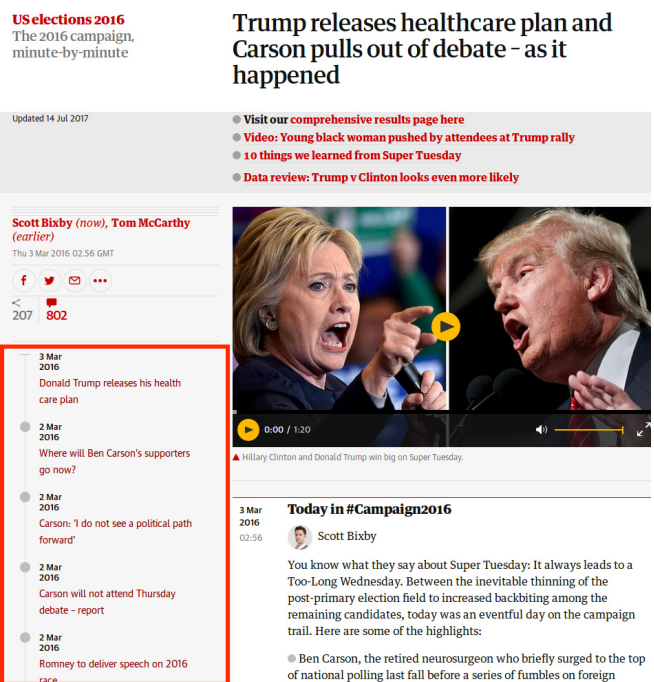 US elections 2016
The 2016 campaign,
minute-by-minute
Trump releases healthcare plan and
Carson pulls out of debate – as it
happened
Updated 14 Jul 2017
Visit our comprehensive results page here
Video: Young black woman pushed by attendees at Trump rally
10 things we learned from Super Tuesday
Data review: Trump v Clinton looks even more likely
Scott Bixby (now), Tom McCarthy
(earlier)
Thu 3 Mar 2016 02.56 GMT
207
802
3 Mar
2016
Donald Trump releases his health
care plan
2 Mar
2016
Where will Ben Carson's supporters
go now?
2 Mar
2016
Carson: 'I do not see a political path
forward'
2 Mar
2016
Carson will not attend Thursday
debate – report
2 Mar
2016
Romney to deliver speech on 2016
race
0:00 / 1:20
Hillary Clinton and Donald Trump win big on Super Tuesday.
3 Mar
2016
02:56
Today in #Campaign2016
Scott Bixby
You know what they say about Super Tuesday: It always leads to a
Too-Long Wednesday. Between the inevitable thinning of the
post-primary election field to increased backbiting among the
remaining candidates, today was an eventful day on the campaign
trail. Here are some of the highlights:
Ben Carson, the retired neurosurgeon who briefly surged to the top
of national polling last fall before a series of fumbles on foreign